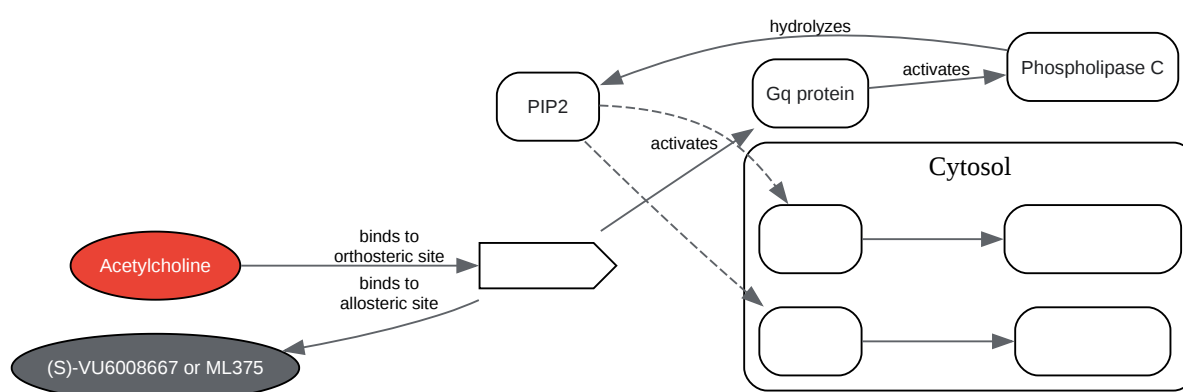 hydrolyzes
Phospholipase C
activates
Gq protein
PIP2
activates
Cytosol
binds to
orthosteric site
Acetylcholine
binds to
allosteric site
(S)-VU6008667 or ML375